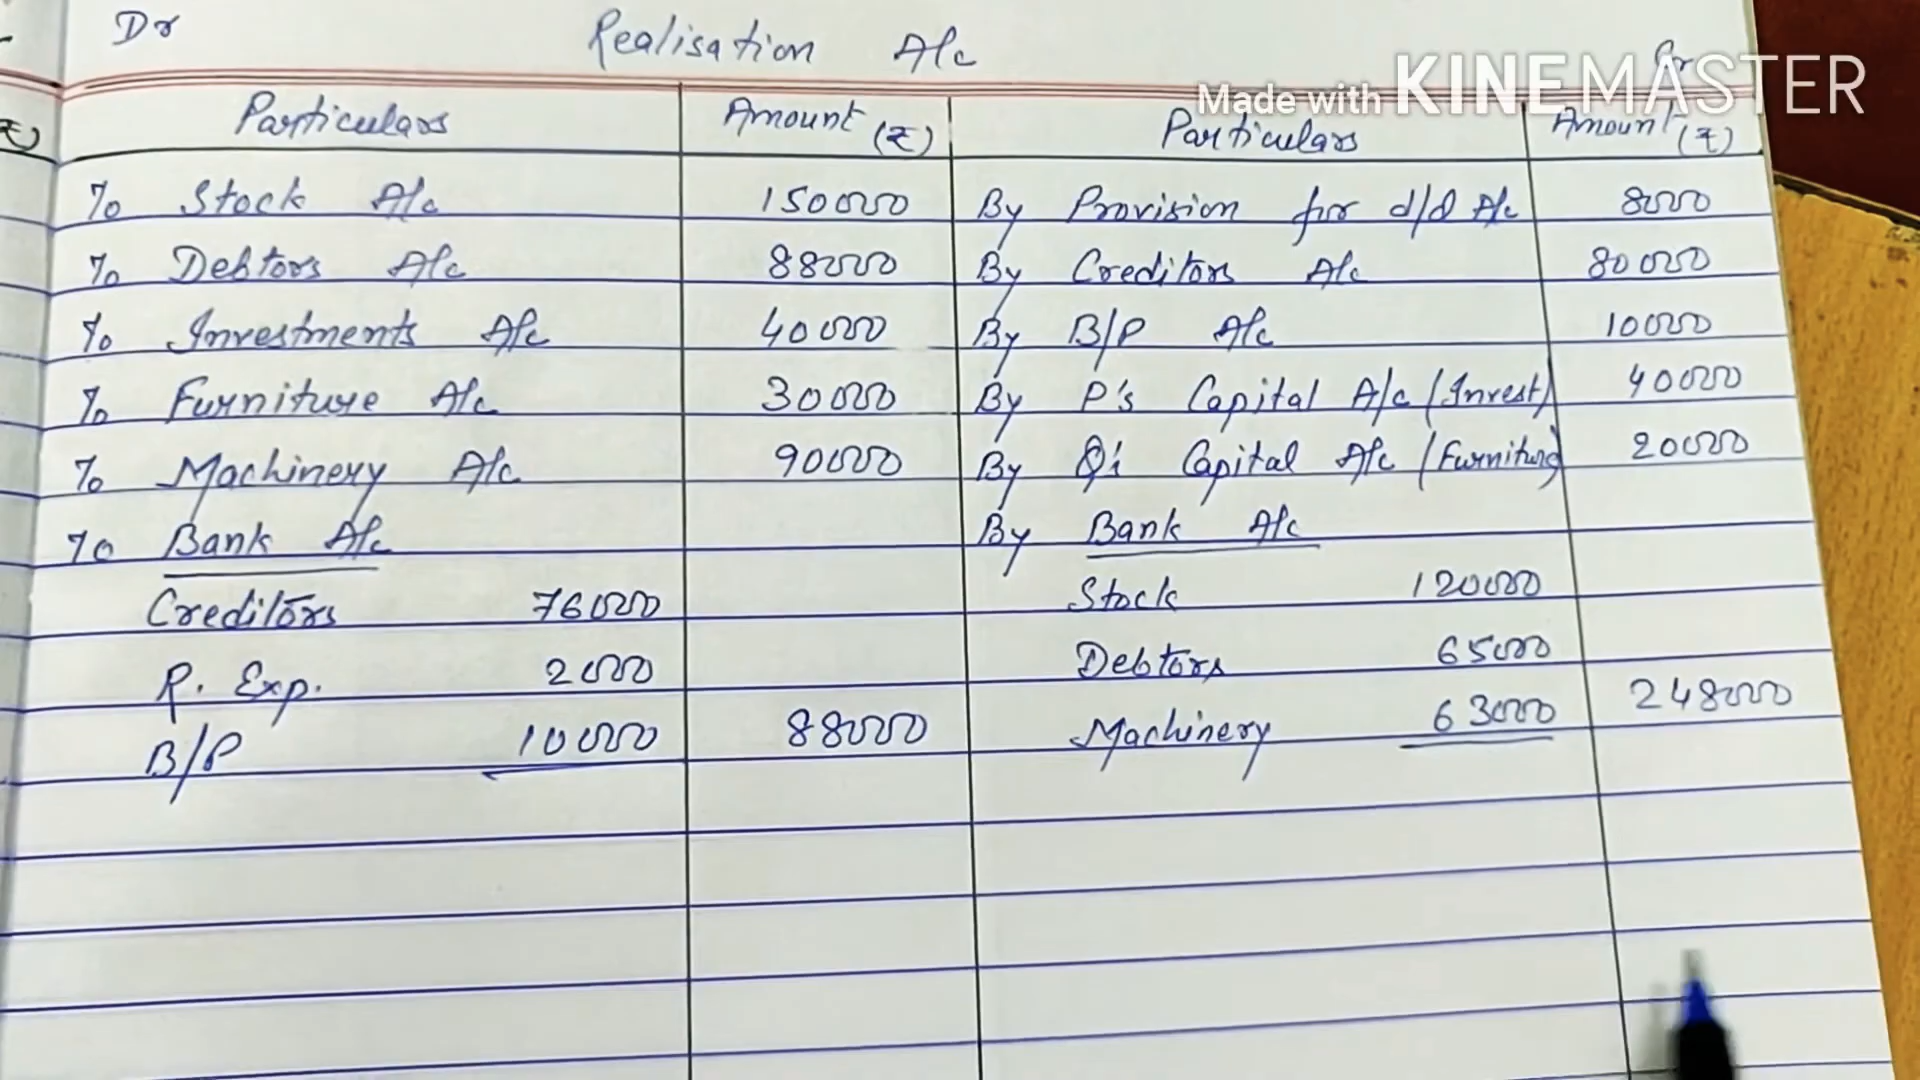 Dr Realisation A/c Cr
Made with KINEMASTER
Particulars Amount (₹) Particulars Amount (₹)
To Stock A/c 150000 By Provision for d/d A/c 8000
To Debtors A/c 88000 By Creditors A/c 80000
To Investments A/c 40000 By B/P A/c 10000
To Furniture A/c 30000 By P's Capital A/c (Invest) 40000
To Machinery A/c 90000 By Q's Capital A/c (Furniture) 20000
To Bank A/c By Bank A/c
Creditors 76000 Stock 120000
R. Exp. 2000 Debtors 65000
B/P 10000 88000 Machinery 63000 248000
₹)